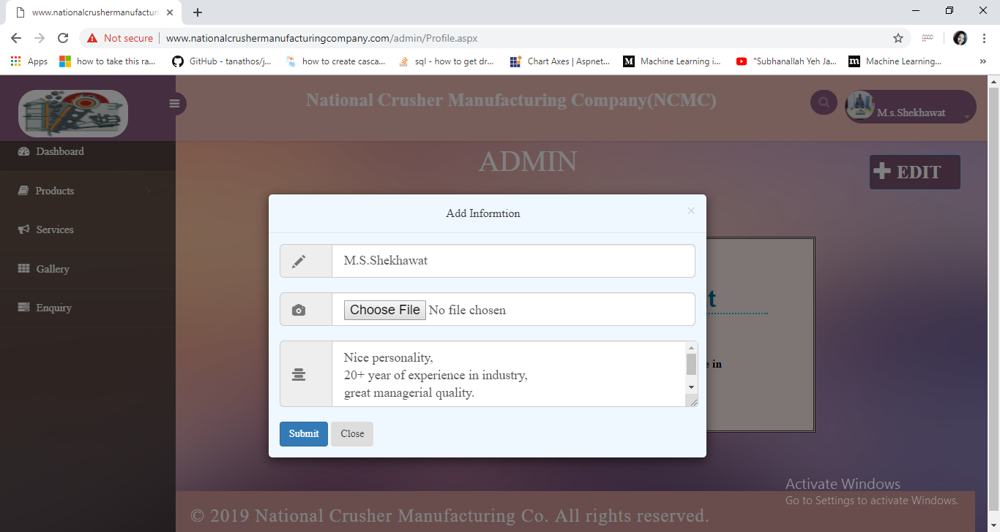 www.nationalcrushermanufacturin
Not secure
www.nationalcrushermanufacturingcompany.com/admin/Profile.aspx
Apps
how to take this ra...
GitHub - tanathos/j...
how to create casca...
sql - how to get dr...
Chart Axes | Aspnet...
M
Machine Learning i...
"Subhanallah Yeh Ja...
m
Machine Learning...
»
National Crusher Manufacturing Company(NCMC)
M.s.Shekhawat
Dashboard
Products
Services
Gallery
Enquiry
ADMIN
EDIT
Add Informtion
×
M.S.Shekhawat
Choose File No file chosen
Nice personality,
20+ year of experience in industry,
great managerial quality.
Submit
Close
t
e in
Activate Windows
Go to Settings to activate Windows.
© 2019 National Crusher Manufacturing Co. All rights reserved.